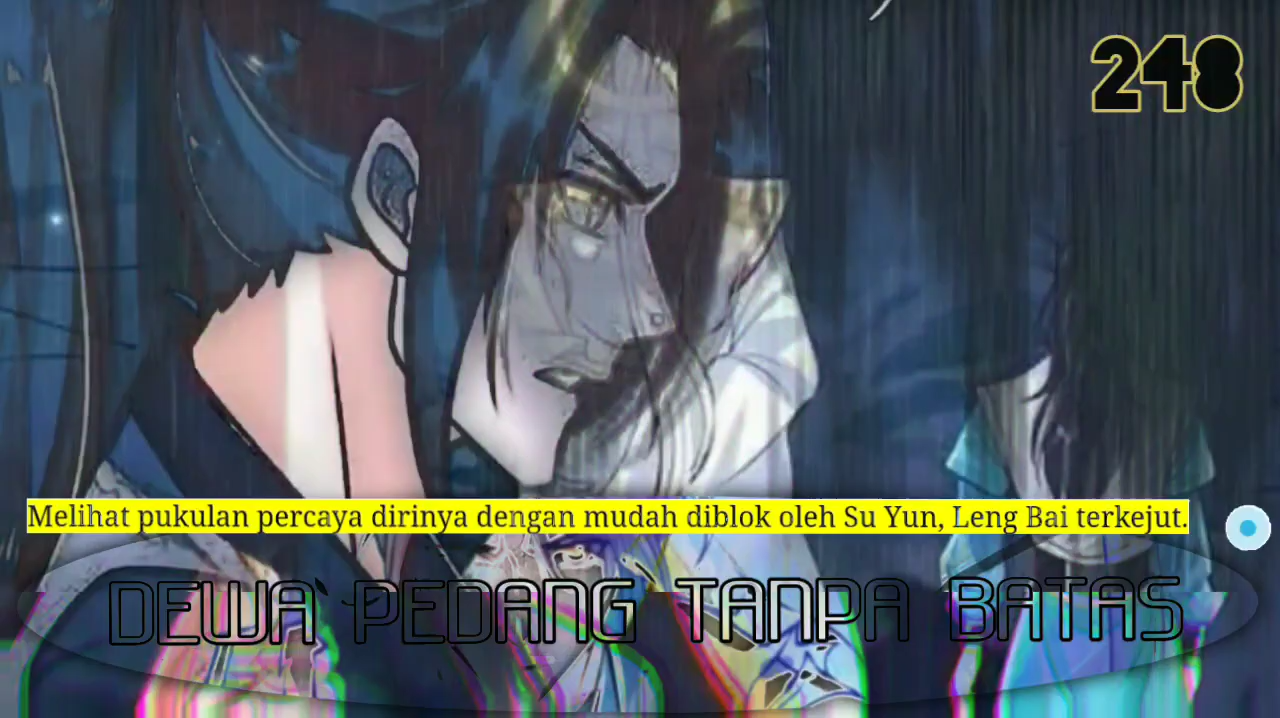 248
Melihat pukulan percaya dirinya dengan mudah diblok oleh Su Yun, Leng Bai terkejut.
DEWA PEDANG TANPA BATAS